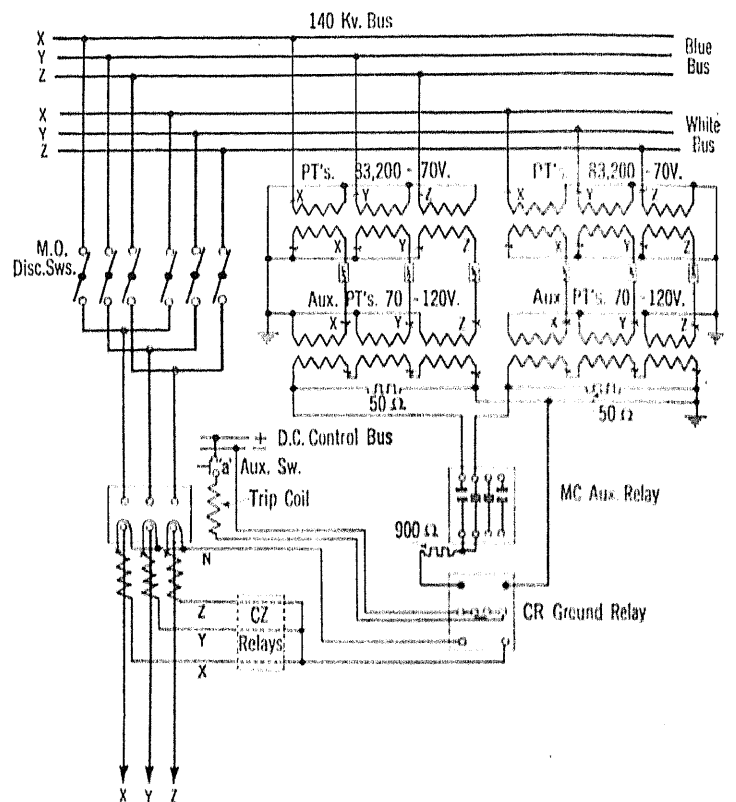 140 Kv. Bus
X
Y
Z
Blue
Bus
X
Y
Z
White
Bus
PT's. 83,200 - 70V.
PT's. 83,200 - 70V.
X Y Z
X Y Z
M.O.
Disc.Sws.
X Y Z
X Y Z
Aux. PT's. 70 - 120V.
Aux. PT's. 70 - 120V.
X Y Z
X Y Z
50 Ω
50 Ω
+ D.C. Control Bus
"a" Aux. Sw.
Trip Coil
MC Aux. Relay
900 Ω
N
CR Ground Relay
Z
CZ
Y
Relays
X
X Y Z